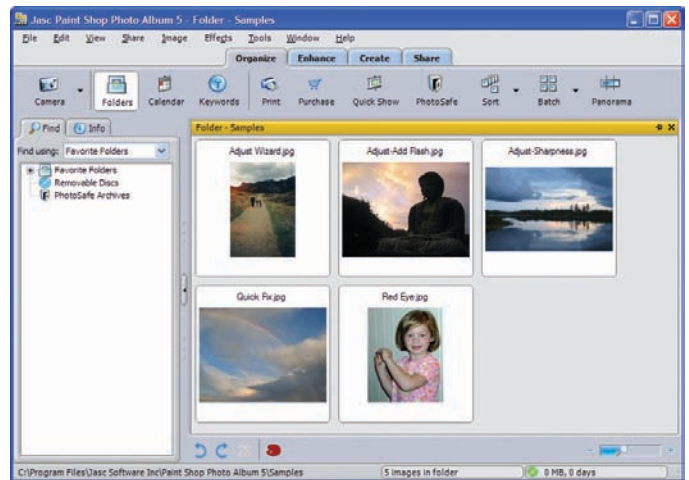 Jasc Paint Shop Photo Album 5 - Folder - Samples
File Edit View Share Image Effects Tools Window Help
Organize Enhance Create Share
Camera Folders Calendar Keywords Print Purchase Quick Show PhotoSafe Sort Batch Panorama
Find Info
Folder - Samples
Find using: Favorite Folders
Favorite Folders
Removable Discs
PhotoSafe Archives
Adjust Wizard.jpg Adjust-Add Flash.jpg Adjust-Sharpness.jpg
Quick Fix.jpg Red Eye.jpg
C:\Program Files\Jasc Software Inc\Paint Shop Photo Album 5\Samples 5 images in folder 0 MB, 0 days